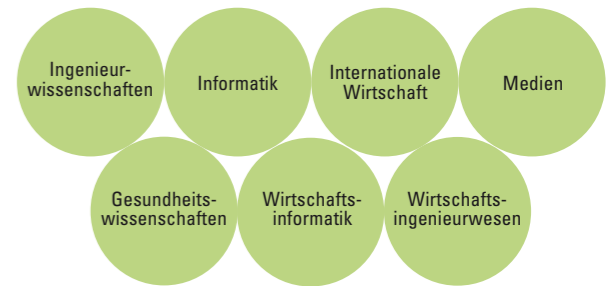 Ingenieur-
wissenschaften
Informatik
Internationale
Wirtschaft
Medien
Gesundheits-
wissenschaften
Wirtschafts-
informatik
Wirtschafts-
ingenieurwesen